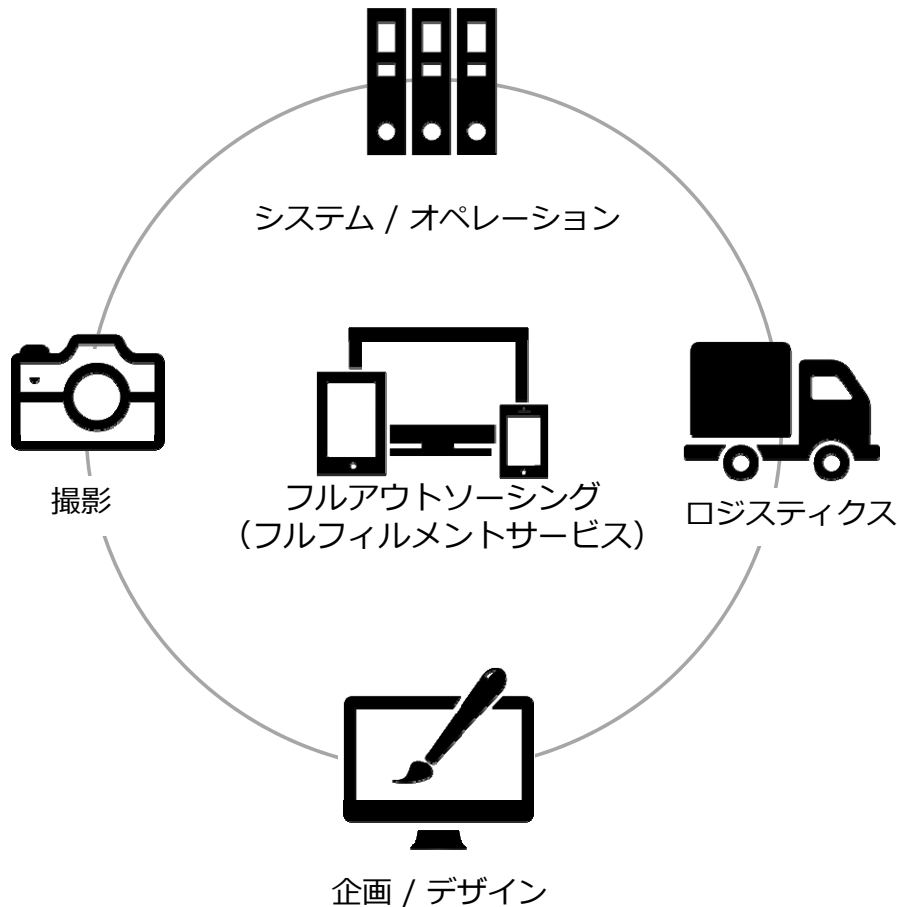 システム / オペレーション
撮影
フルアウトソーシング
（フルフィルメントサービス）
ロジスティクス
企画 / デザイン